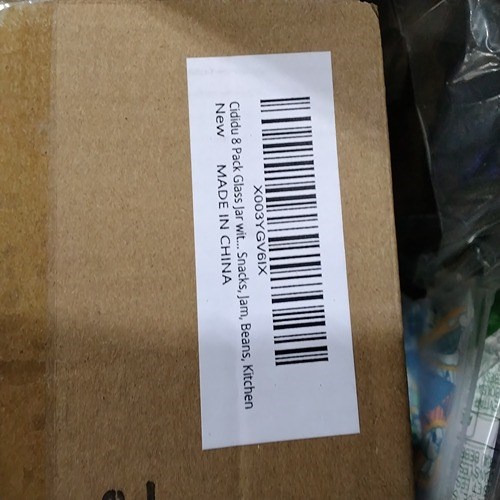 X003YGV6IX
Cididu 8 Pack Glass Jar wit... Snacks, Jam, Beans, Kitchen
New MADE IN CHINA